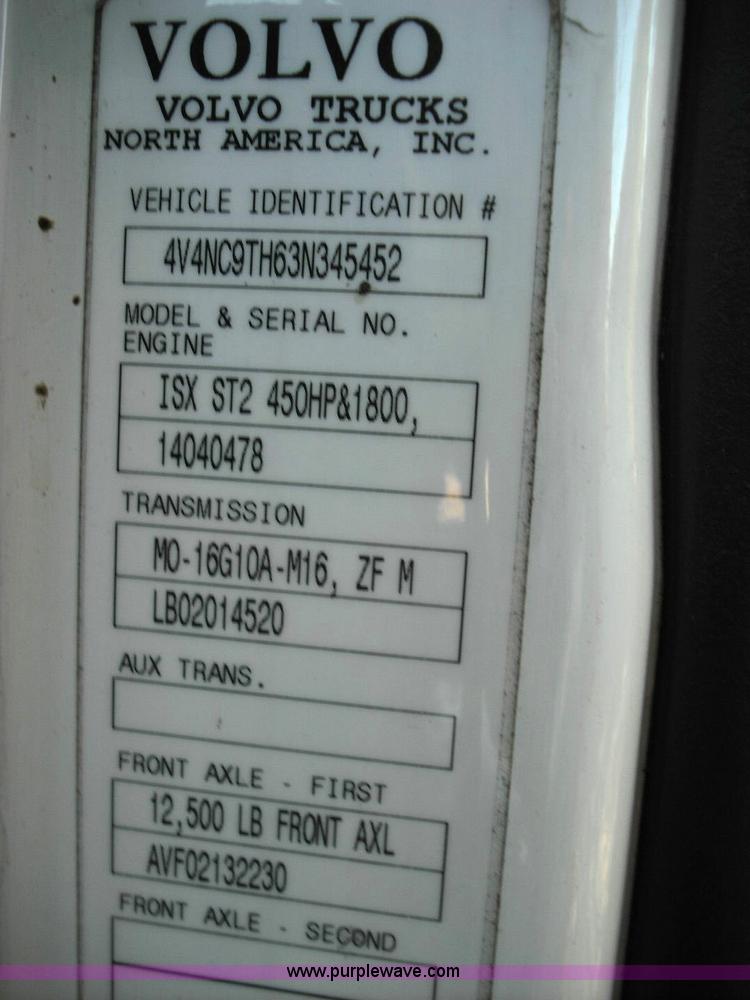 VOLVO
VOLVO TRUCKS
NORTH AMERICA, INC.
VEHICLE IDENTIFICATION #
4V4NC9TH63N345452
MODEL & SERIAL NO.
ENGINE
ISX ST2 450HP&1800,
14040478
TRANSMISSION
MO-16G10A-M16, ZF M
LB02014520
AUX TRANS.
FRONT AXLE - FIRST
12,500 LB FRONT AXL
AVF02132230
FRONT AXLE - SECOND
www.purplewave.com